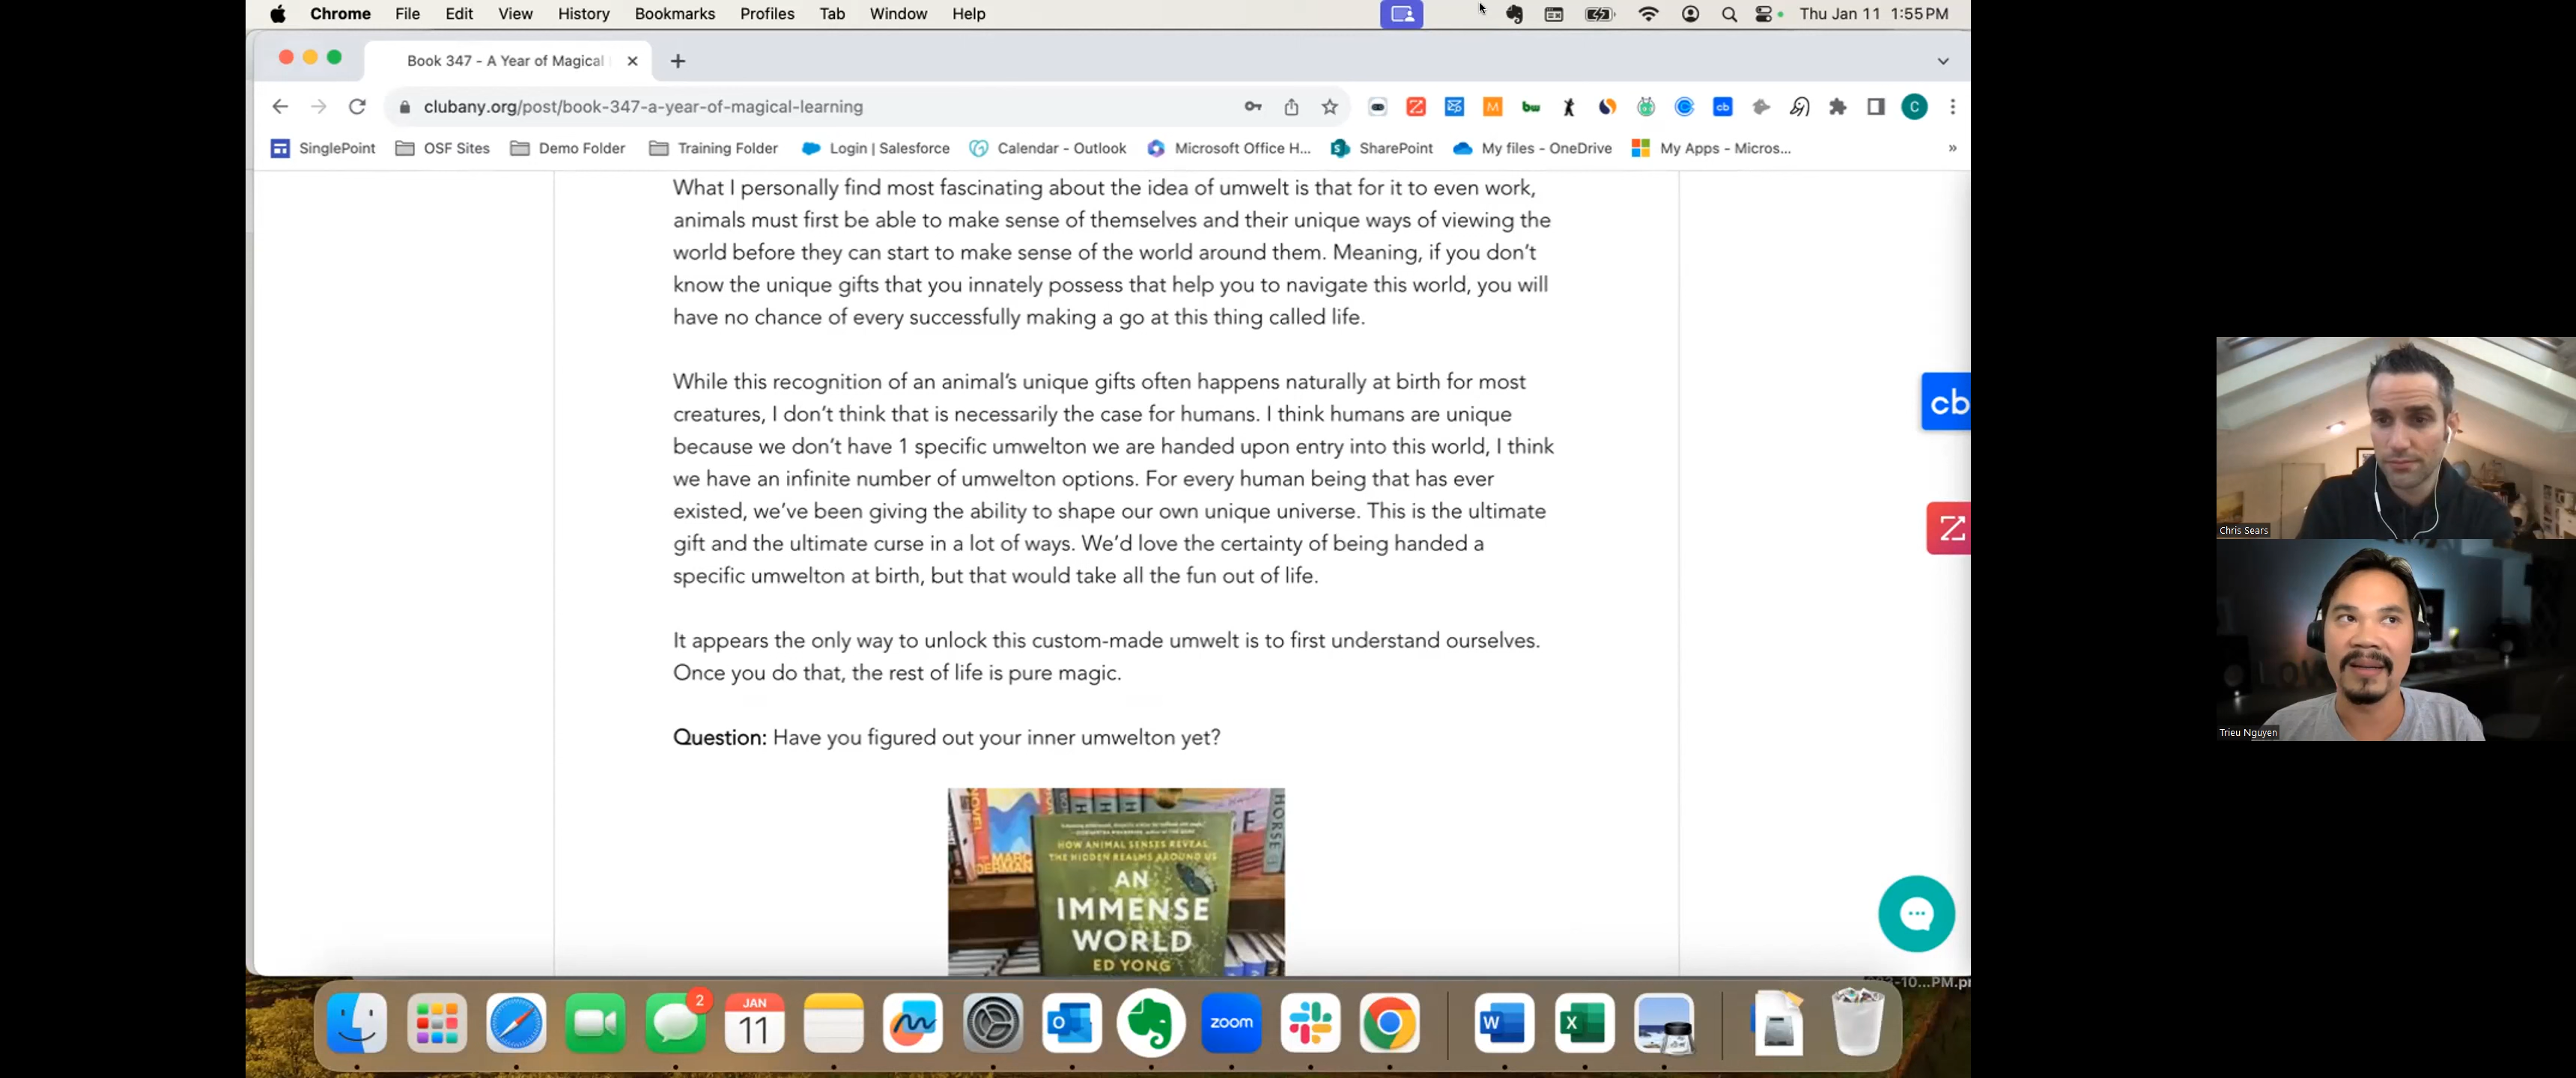 Chrome File Edit View History Bookmarks Profiles Tab Window Help Thu Jan 11 1:55 PM
Book 347 - A Year of Magical
clubany.org/post/book-347-a-year-of-magical-learning
SinglePoint OSF Sites Demo Folder Training Folder Login | Salesforce Calendar - Outlook Microsoft Office H... SharePoint My files - OneDrive My Apps - Micros... »
What I personally find most fascinating about the idea of umwelt is that for it to even work,
animals must first be able to make sense of themselves and their unique ways of viewing the
world before they can start to make sense of the world around them. Meaning, if you don't
know the unique gifts that you innately possess that help you to navigate this world, you will
have no chance of every successfully making a go at this thing called life.
While this recognition of an animal's unique gifts often happens naturally at birth for most
creatures, I don't think that is necessarily the case for humans. I think humans are unique
because we don't have 1 specific umwelton we are handed upon entry into this world, I think
we have an infinite number of umwelton options. For every human being that has ever
existed, we've been giving the ability to shape our own unique universe. This is the ultimate
gift and the ultimate curse in a lot of ways. We'd love the certainty of being handed a
specific umwelton at birth, but that would take all the fun out of life.
It appears the only way to unlock this custom-made umwelt is to first understand ourselves.
Once you do that, the rest of life is pure magic.
Question: Have you figured out your inner umwelton yet?
NOVEL
MARC
DERMAN
HORSE
HOW ANIMAL SENSES REVEAL
THE HIDDEN REALMS AROUND US
AN
IMMENSE
WORLD
ED YONG
cb
Z
Chris Sears
Trieu Nguyen
-10...PM.p
2
JAN
11
zoom
W
X